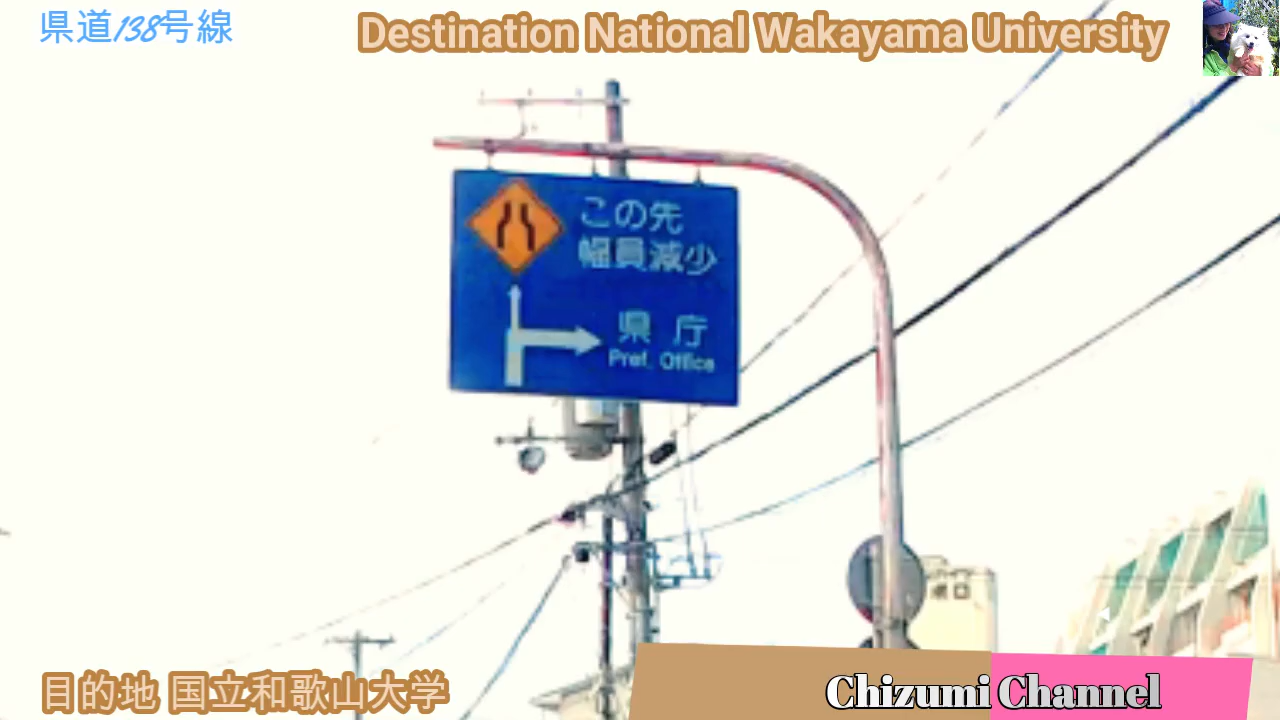 県道138号線
Destination National Wakayama University
この先
幅員減少
県 庁
Pref. Office
目的地 国立和歌山大学
Chizumi Channel